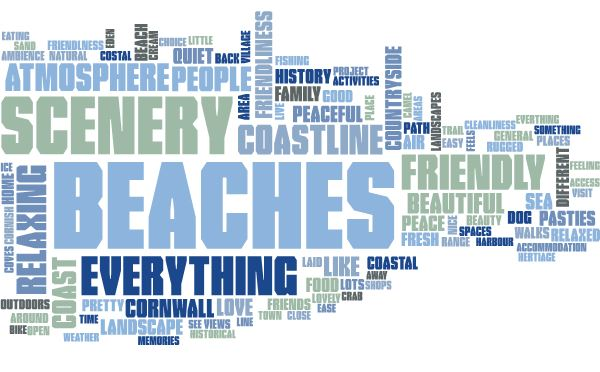 EATING
SAND
FRIENDLNESS
AMBIENCE
NATURAL
EDEN
COSTAL
BEACH
CREAM
CHOICE
LITTLE
QUIET
BACK
VILLAGE
FRIENDLINESS
FISHING
HISTORY
PROJECT
ACTIVITIES
COUNTRYSIDE
ATMOSPHERE
PEOPLE
AREA
FAMILY
GOOD
LIVE
PEACEFUL
PLACE
CAMEL
AREAS
LANDSCAPES
SCENERY
COASTLINE
PATH
AIR
TRAIL
EASY
FEELS
CLEANLINESS
EVERYTHING
GENERAL
SOMETHING
RUGGED
PLACES
ICE
HOME
COVES
CORNISH
RELAXING
BEACHES
FRIENDLY
DIFFERENT
FEELING
ACCESS
VISIT
BEAUTIFUL
SEA
PEACE
NICE
BEAUTY
DOG
PASTIES
FRESH
RANGE
SPACES
HARBOUR
WALKS
RELAXED
ACCOMMODATION
HERTIAGE
COAST
EVERYTHING
LAID
LIKE
COASTAL
AWAY
FOOD
LOTS
SHOPS
OUTDOORS
PRETTY
CORNWALL
LOVE
FRIENDS
LOVELY
CRAB
AROUND
TIME
LANDSCAPE
SEE VIEWS
LINE
TOWN
CLOSE
EASE
BIKE
OPEN
WEATHER
MEMORIES
HISTORICAL